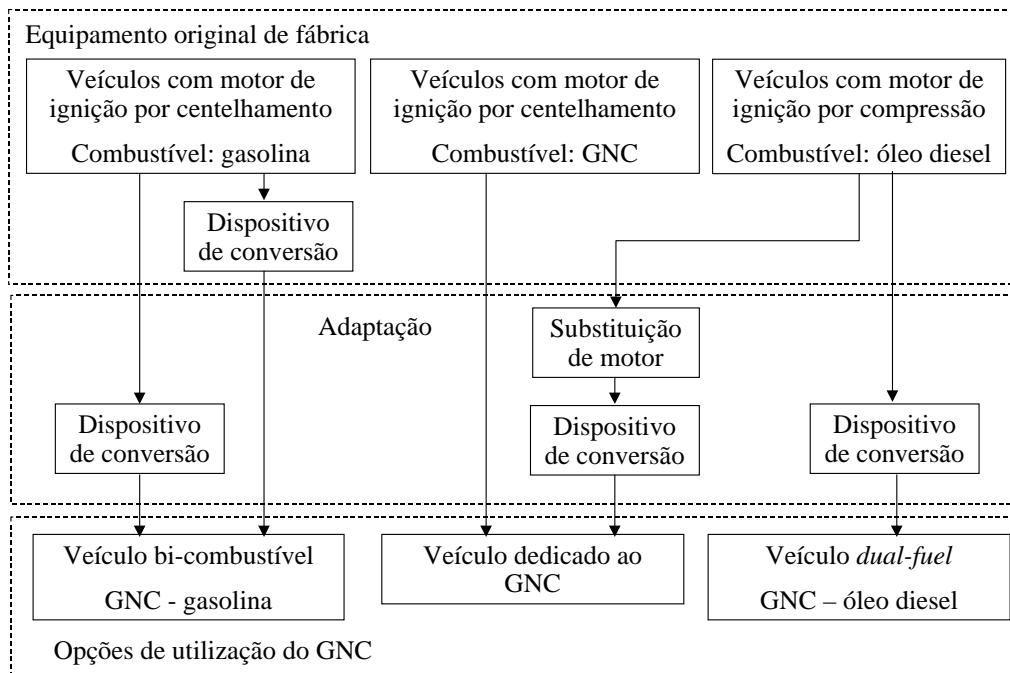 Equipamento original de fábrica
Veículos com motor de
ignição por centelhamento
Combustível: gasolina
Veículos com motor de
ignição por centelhamento
Combustível: GNC
Veículos com motor de
ignição por compressão
Combustível: óleo diesel
Dispositivo
de conversão
Adaptação
Substituição
de motor
Dispositivo
de conversão
Dispositivo
de conversão
Dispositivo
de conversão
Veículo bi-combustível
GNC - gasolina
Veículo dedicado ao
GNC
Veículo dual-fuel
GNC – óleo diesel
Opções de utilização do GNC